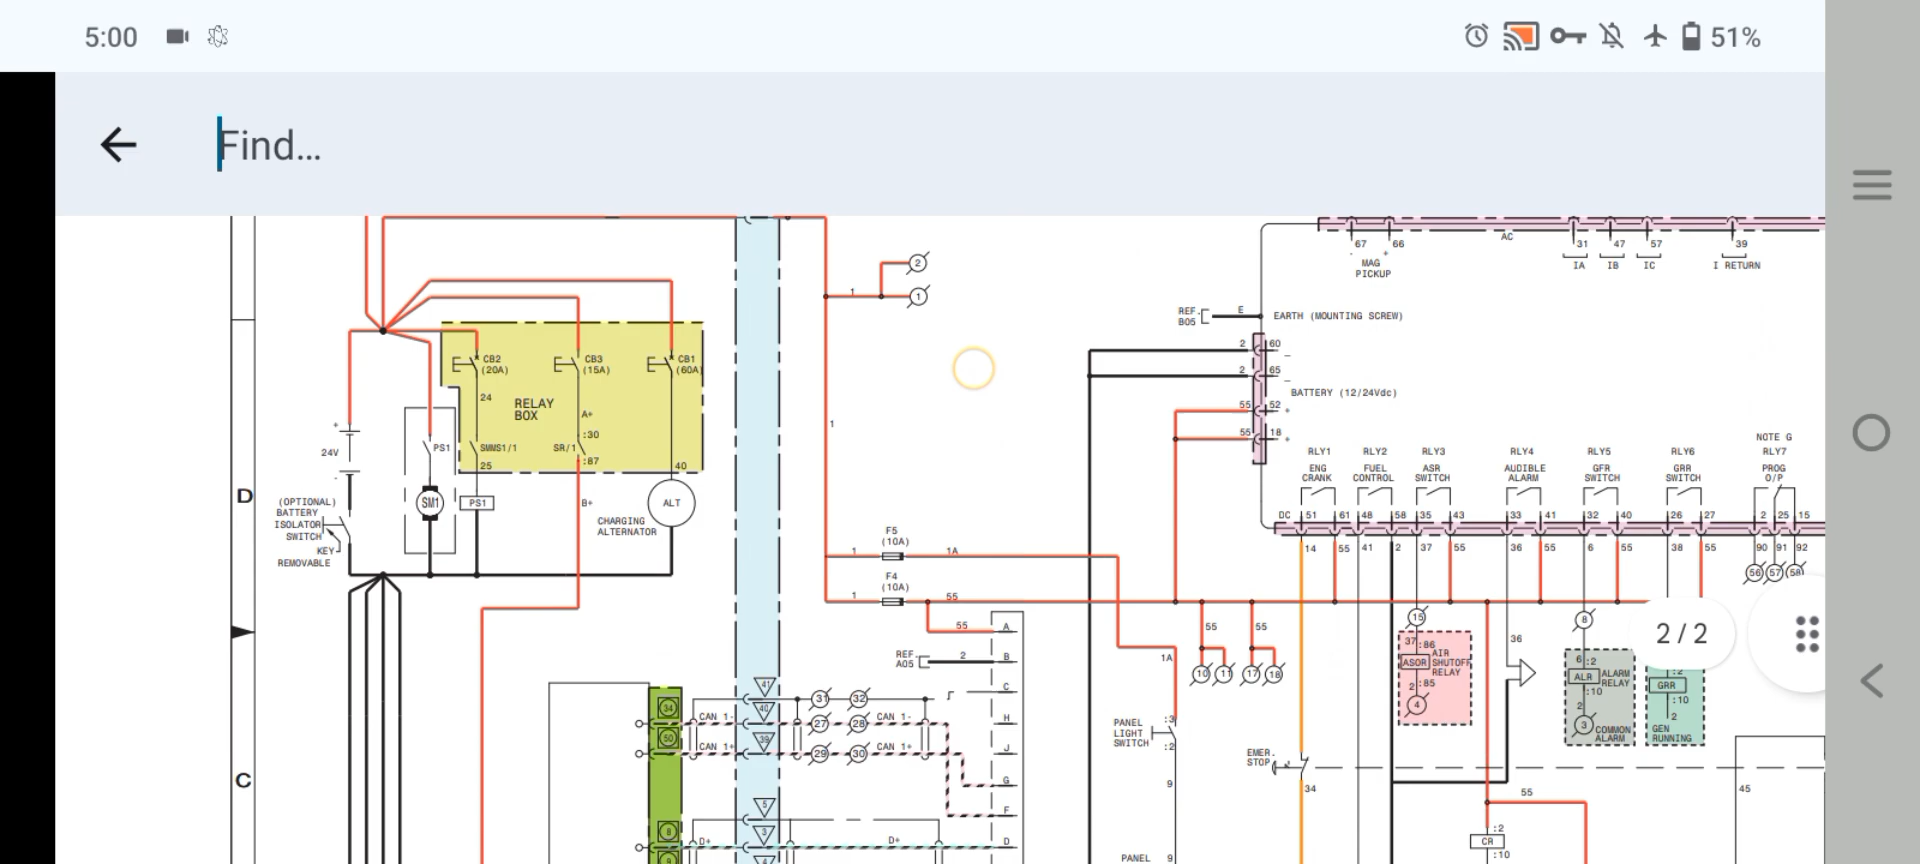 5:00
51%
Find...
1
2
1
AC
67
66
31
47
57
39
-
+
MAG
PICKUP
IA
IB
IC
I RETURN
REF.
B05
E
EARTH (MOUNTING SCREW)
2
60
2
65
BATTERY (12/24Vdc)
55
52
+
55
18
+
CB2
(20A)
CB3
(15A)
CB1
(60A)
24
RELAY
BOX
A+
:30
PS1
SMMS1/1
SR/1
:87
25
40
+
24V
-
1
NOTE G
RLY1
RLY2
RLY3
RLY4
RLY5
RLY6
RLY7
ENG
CRANK
FUEL
CONTROL
ASR
SWITCH
AUDIBLE
ALARM
GFR
SWITCH
GRR
SWITCH
PROG
O/P
D
(OPTIONAL)
BATTERY
ISOLATOR
SWITCH
KEY
REMOVABLE
SM1
PS1
B+
ALT
CHARGING
ALTERNATOR
DC
51
61
48
58
35
43
33
41
32
40
26
27
2
25
15
F5
(10A)
1
1A
14
55
41
2
37
55
36
55
6
55
38
55
90
91
92
56
57
58
F4
(10A)
1
55
55
A
REF.
A05
2
B
C
55
55
10
11
17
18
1A
15
37
:86
ASOR
AIR
SHUTOFF
RELAY
2
:85
4
36
8
6
:2
ALR
ALARM
RELAY
:10
2
3
COMMON
ALARM
2 / 2
:2
GRR
:10
2
GEN
RUNNING
41
34
31
32
40
CAN 1-
27
28
CAN 1-
H
50
39
CAN 1+
29
30
CAN 1+
J
G
F
PANEL
LIGHT
SWITCH
:3
:2
EMER.
STOP
9
34
55
45
C
5
8
3
D+
D+
D
:2
CR
:10
PANEL
9